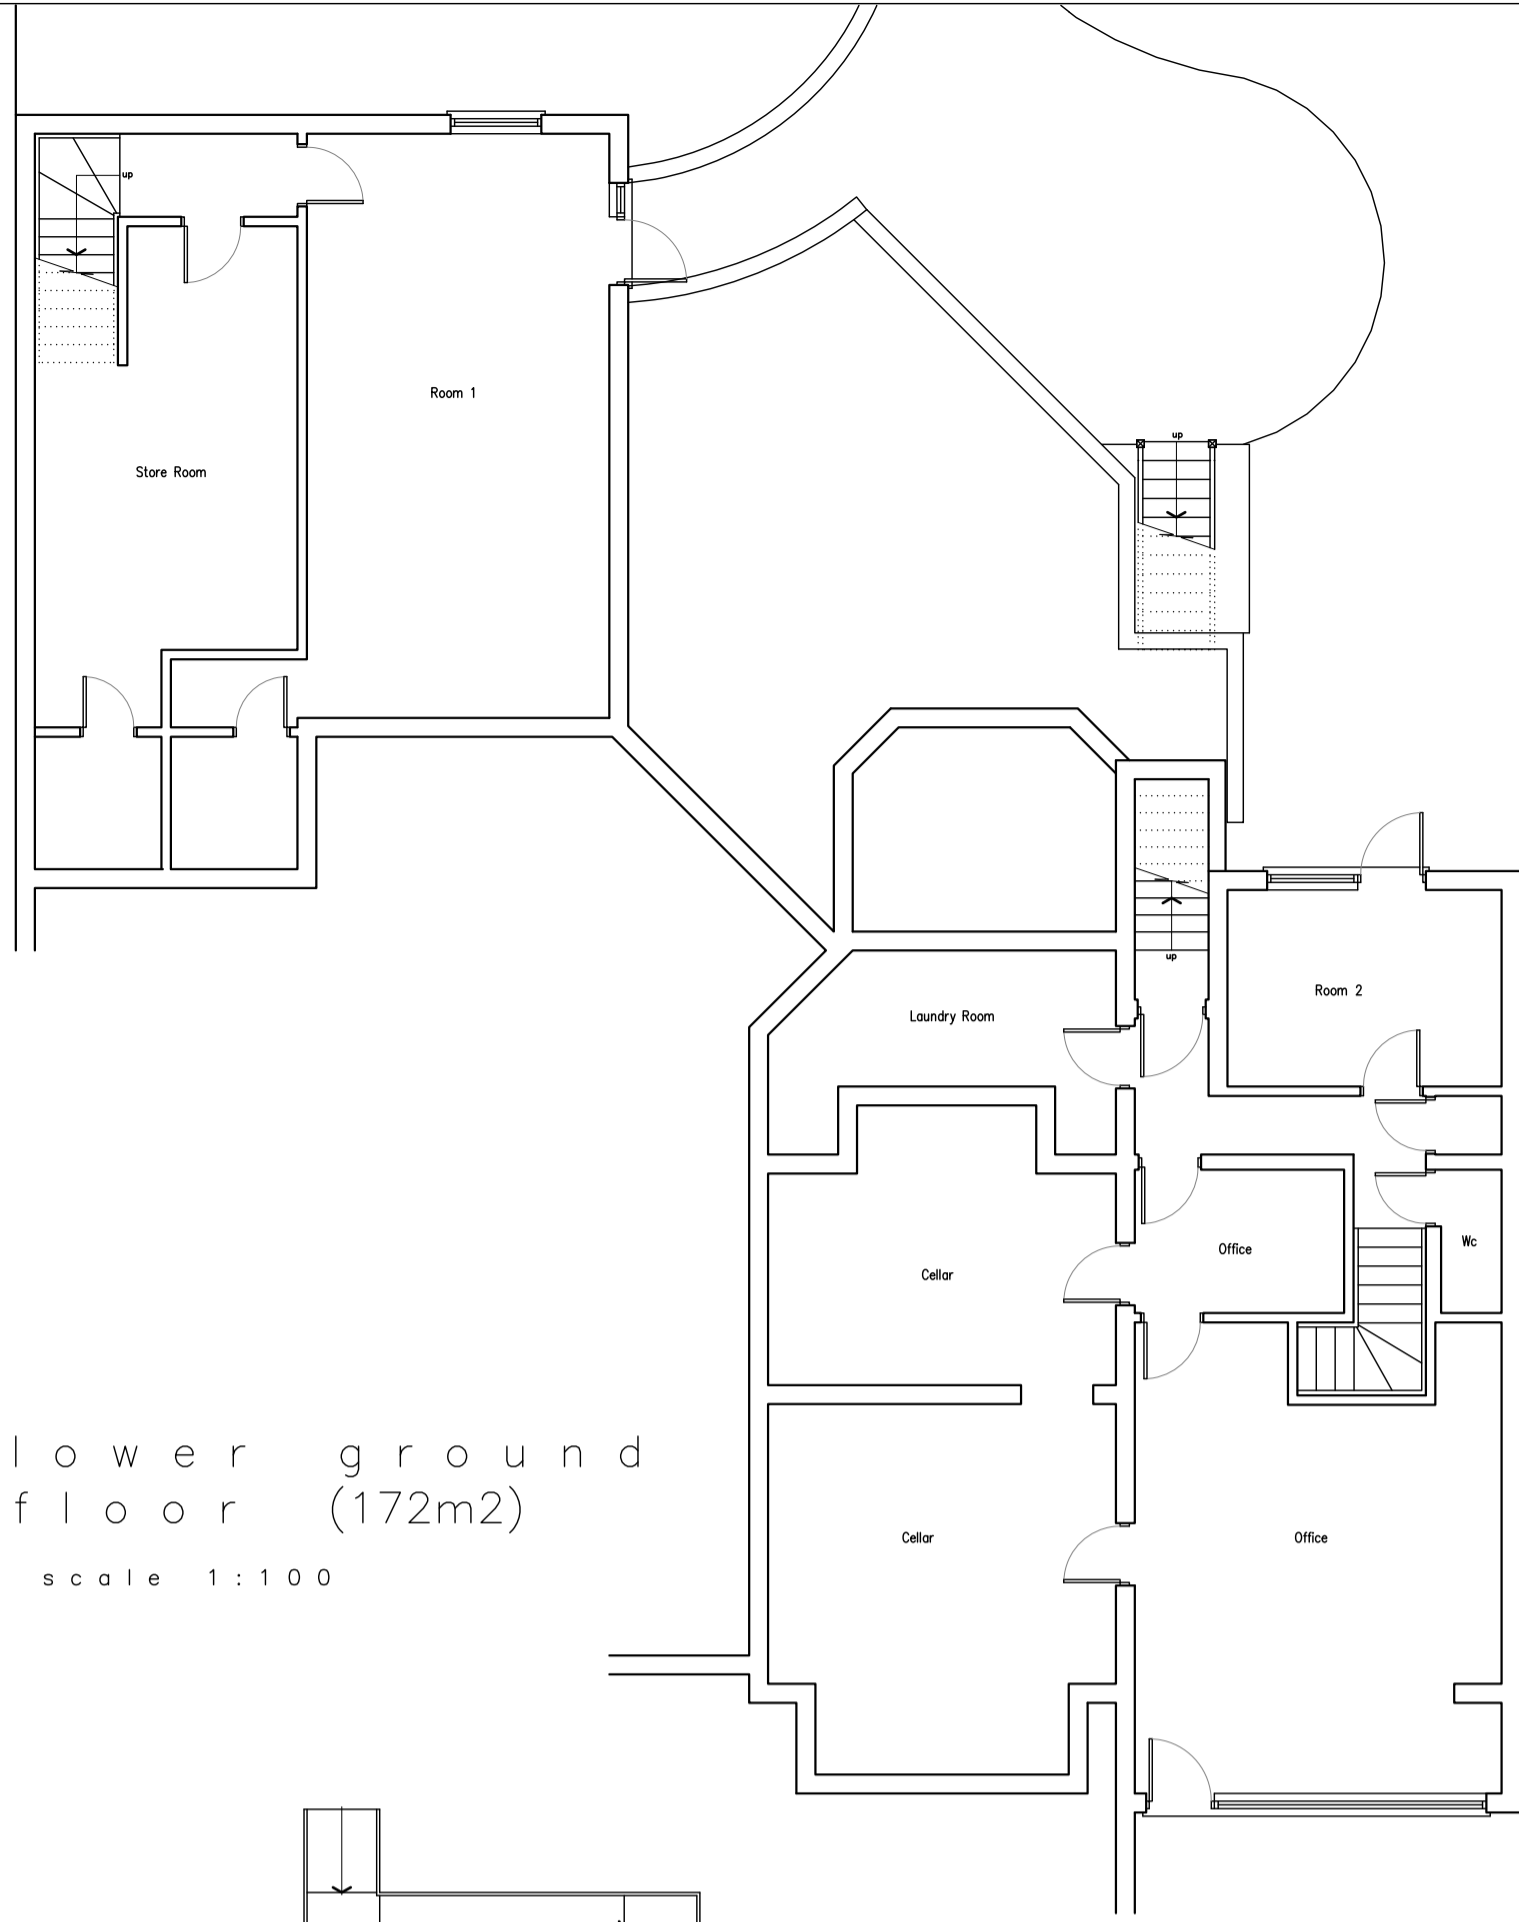 up
Room 1
Store Room
up
up
Room 2
Laundry Room
Wc
Office
Cellar
lower ground
floor (172m2)
Cellar
Office
scale 1:100